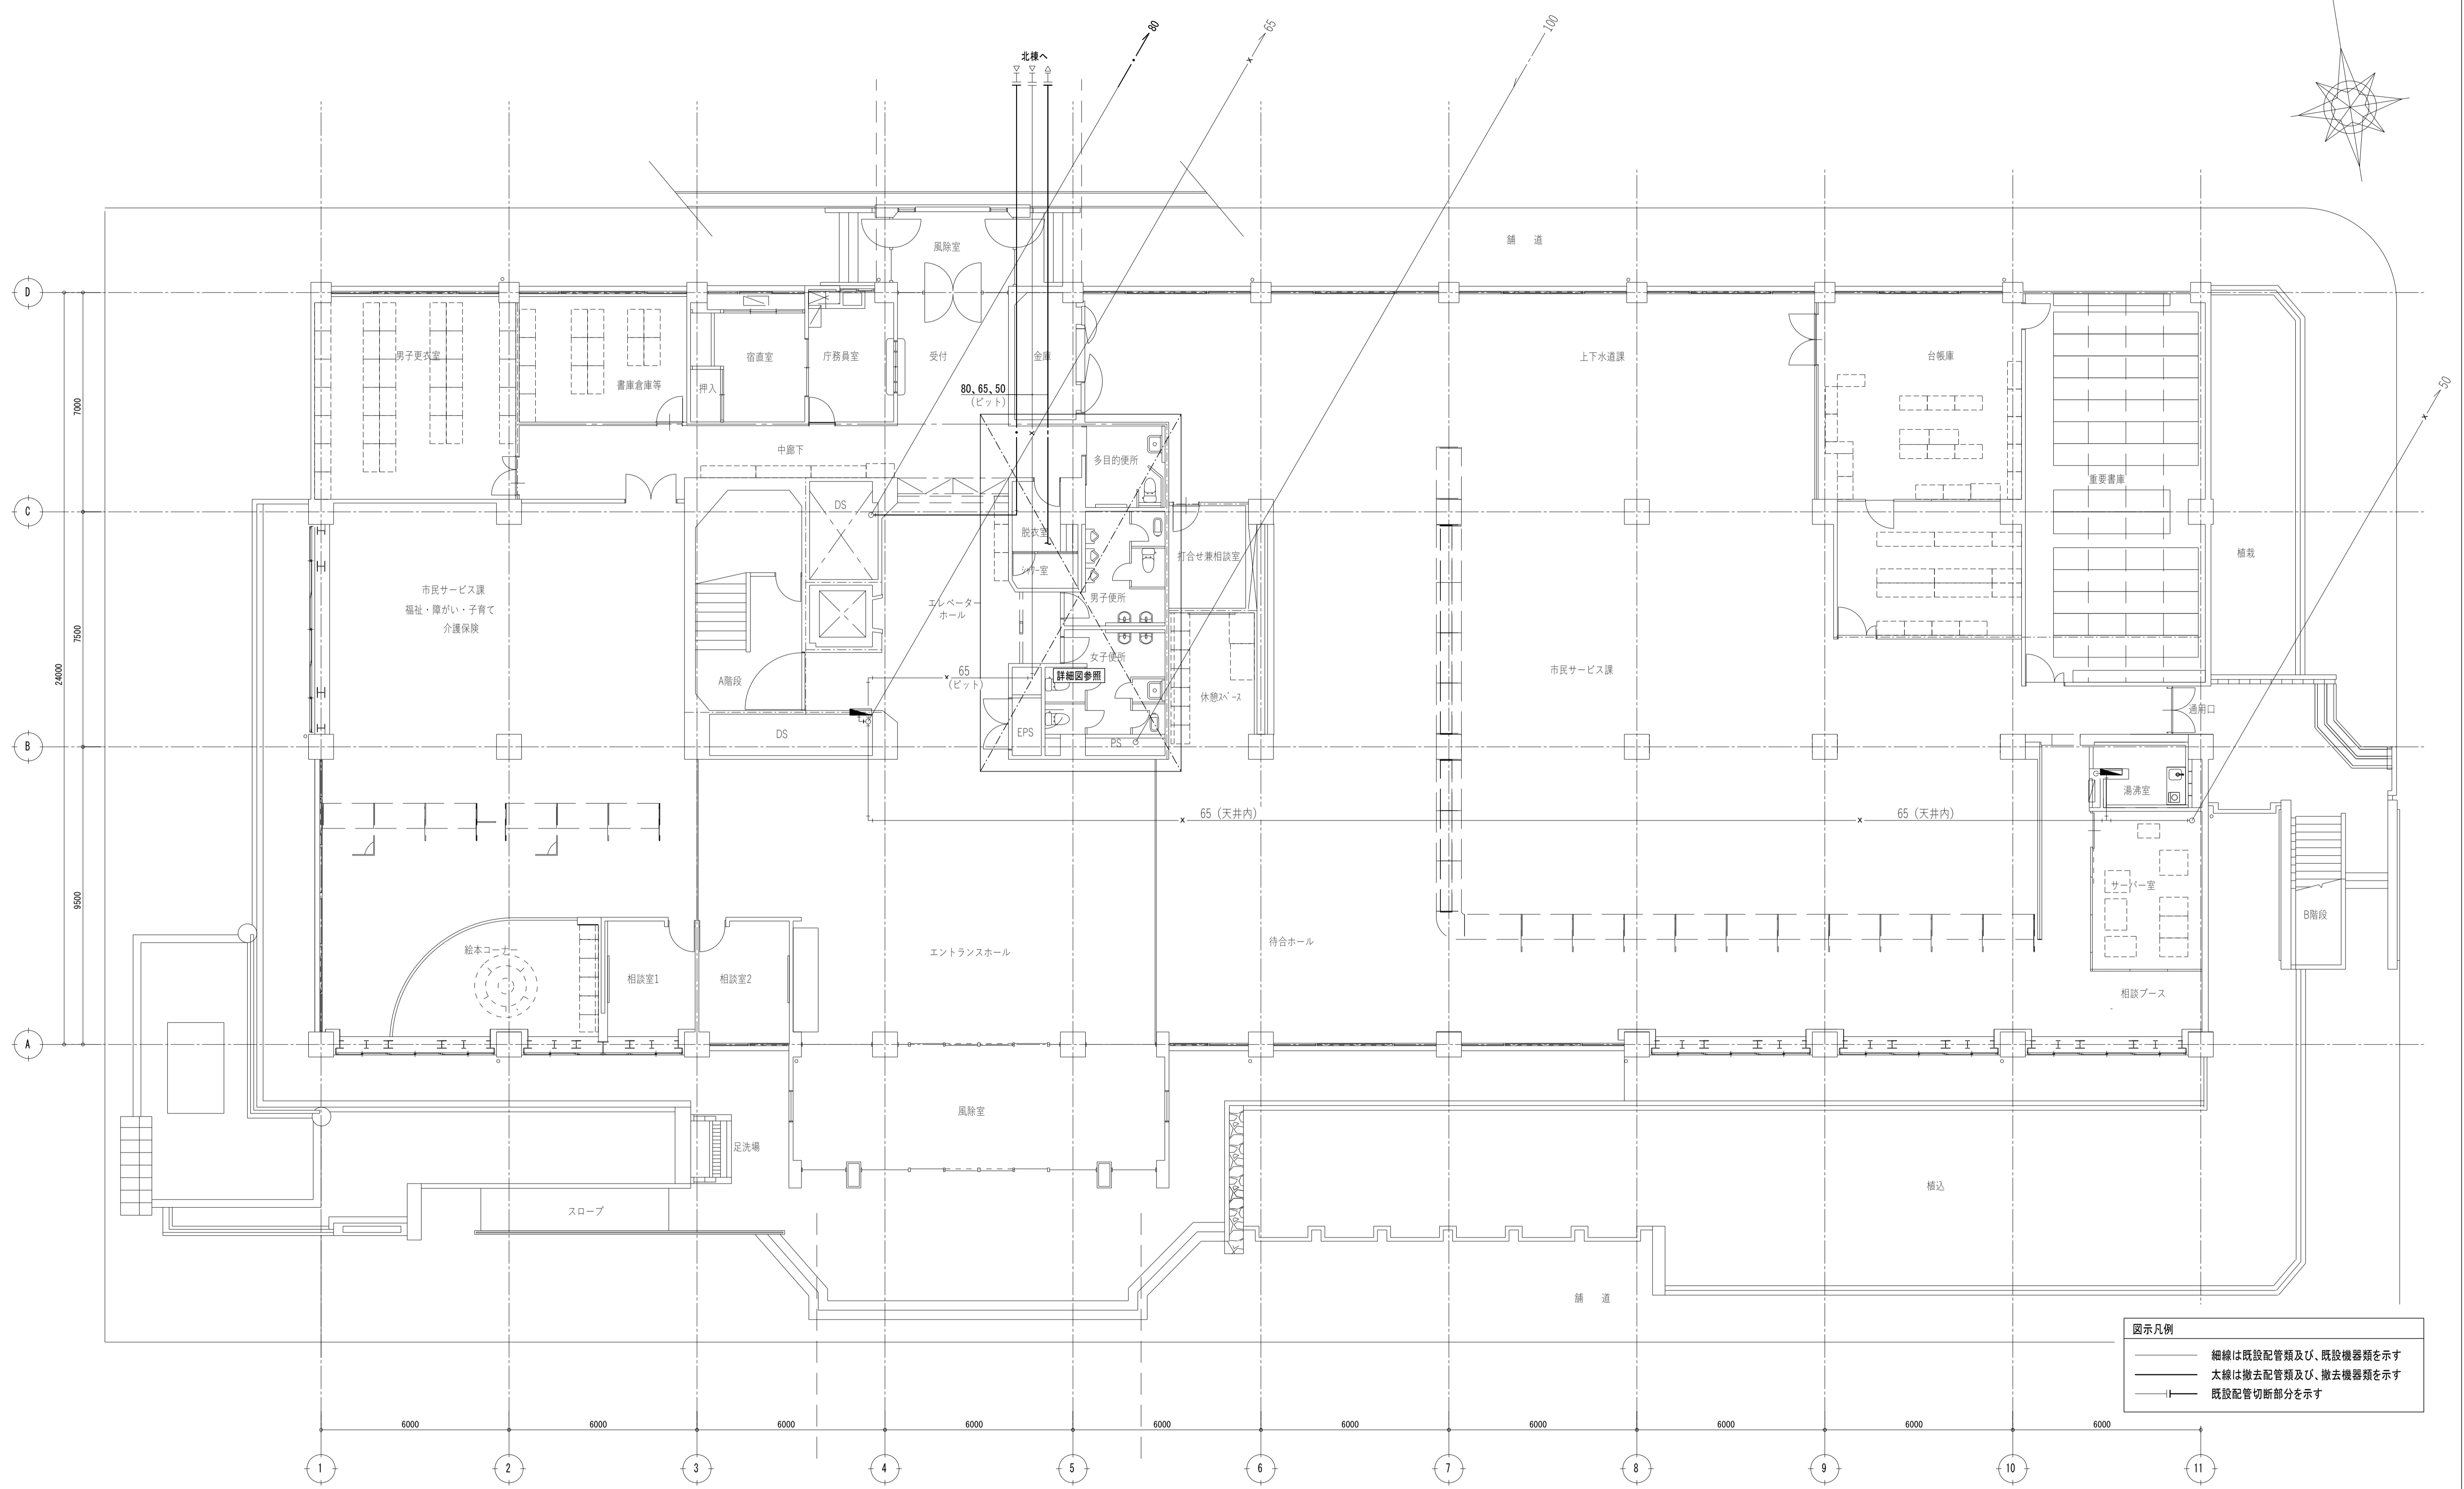 80
65
100
北棟へ
舗　道
風除室
D
男子更衣室
書庫倉庫等
押入
宿直室
庁務員室
受付
金庫
上下水道課
台帳庫
50
80、65、50
(ピット)
7000
中廊下
多目的便所
重要書庫
C
DS
脱衣室
シャワー室
打合せ兼相談室
植栽
市民サービス課
福祉・障がい・子育て
介護保険
エレベーター
ホール
男子便所
7500
24000
女子便所
市民サービス課
A階段
65
(ピット)
詳細図参照
休憩スペース
通用口
DS
EPS
PS
B
湯沸室
65 (天井内)
65 (天井内)
サーバー室
9500
B階段
絵本コーナー
相談室1
相談室2
エントランスホール
待合ホール
相談ブース
A
風除室
足洗場
スロープ
植込
舗　道
図示凡例
細線は既設配管類及び、既設機器類を示す
太線は撤去配管類及び、撤去機器類を示す
既設配管切断部分を示す
6000 6000 6000 6000 6000 6000 6000 6000 6000 6000
1 2 3 4 5 6 7 8 9 10 11